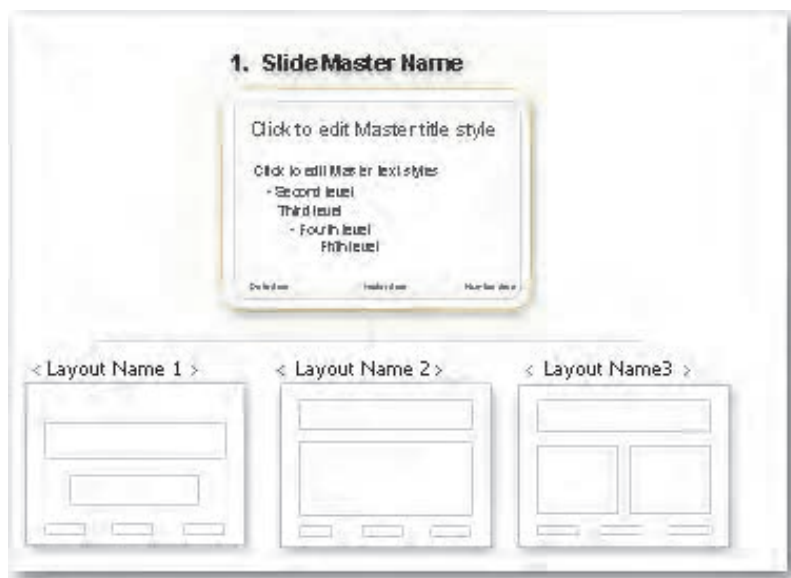 1. Slide Master Name
Click to edit Master title style
Click to edit Master text styles
- Second level
Third level
- Fourth level
Fifth level
< Layout Name 1 >
< Layout Name 2 >
< Layout Name3 >